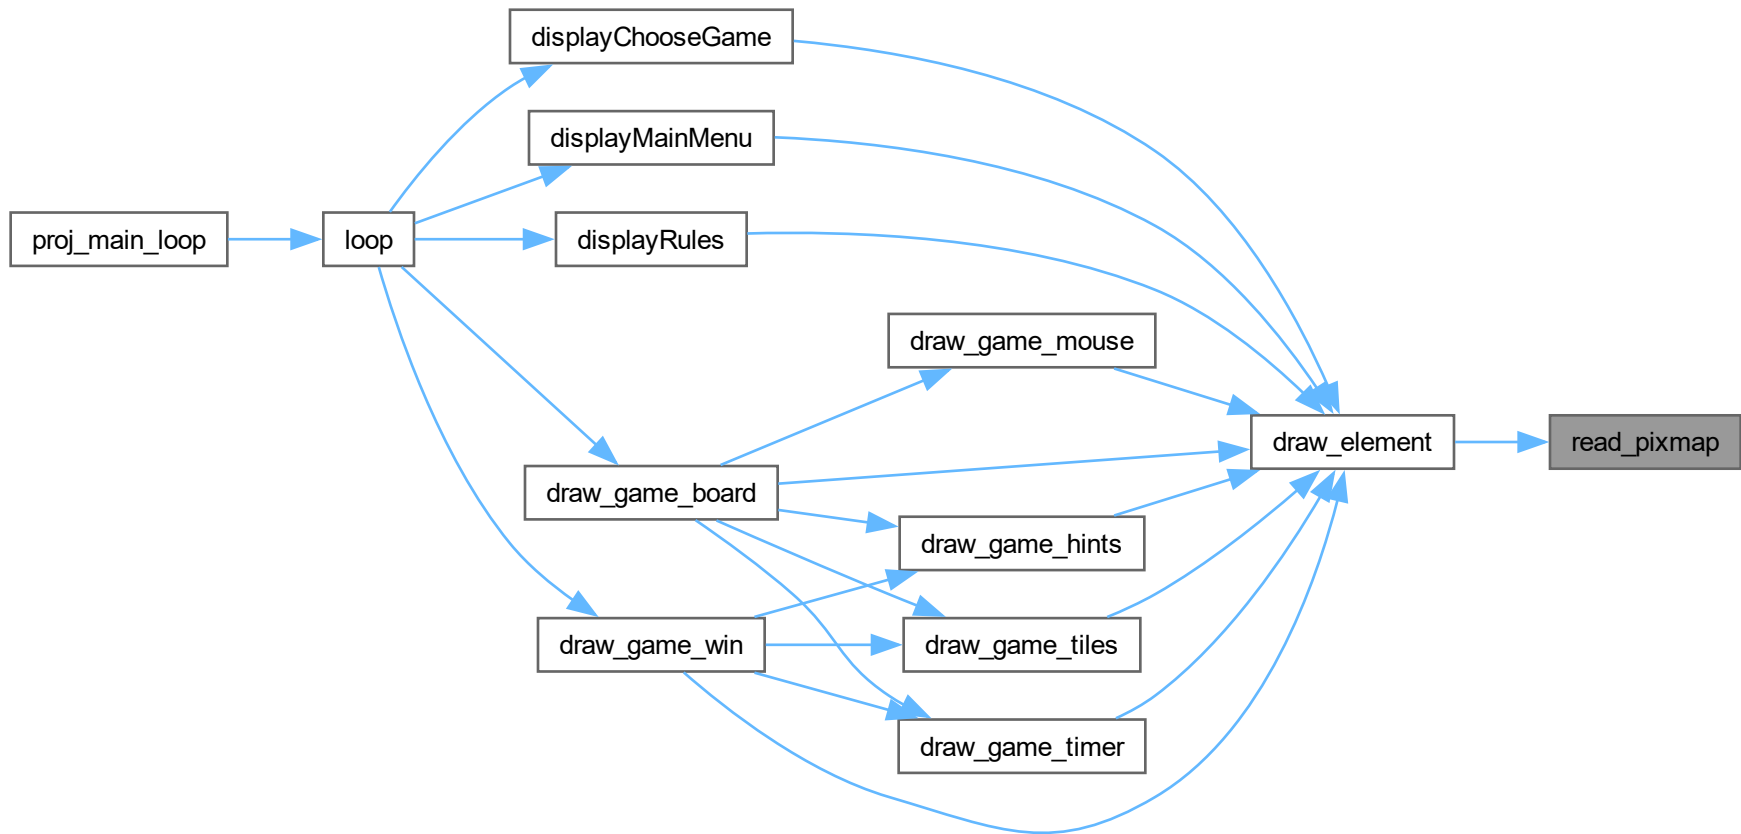 displayChooseGame
displayMainMenu
proj_main_loop
loop
displayRules
draw_game_mouse
draw_element
read_pixmap
draw_game_board
draw_game_hints
draw_game_win
draw_game_tiles
draw_game_timer